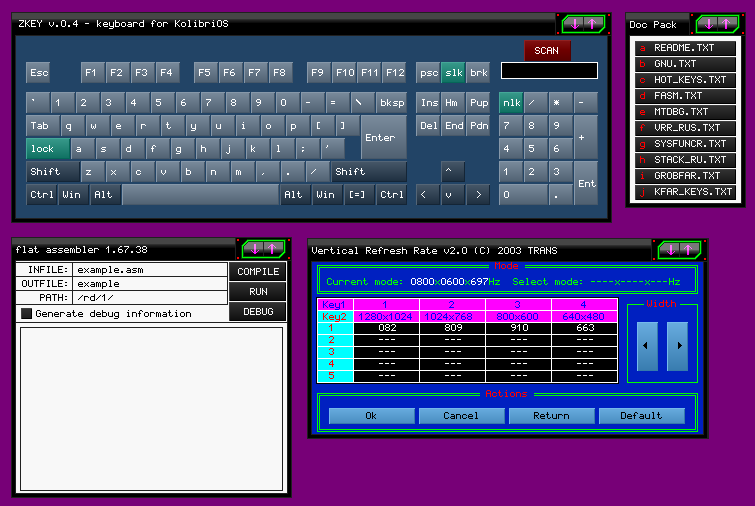 ZKEY v.0.4 - keyboard for KolibriOS
SCAN
Esc F1 F2 F3 F4 F5 F6 F7 F8 F9 F10 F11 F12 psc slk brk
` 1 2 3 4 5 6 7 8 9 0 - = \ bksp Ins Hm Pup nlk / * -
Tab q w e r t y u i o p [ ] Enter Del End Pdn 7 8 9 +
lock a s d f g h j k l ; ' 4 5 6
Shift z x c v b n m , . / Shift ^ 1 2 3 Ent
Ctrl Win Alt Alt Win [=] Ctrl < v > 0 .
Doc Pack
a README.TXT
b GNU.TXT
c HOT_KEYS.TXT
d FASM.TXT
e MTDBG.TXT
f VRR_RUS.TXT
g SYSFUNCR.TXT
h STACK_RU.TXT
i GROBFAR.TXT
j KFAR_KEYS.TXT
flat assembler 1.67.38
INFILE: example.asm COMPILE
OUTFILE: example RUN
PATH: /rd/1/
Generate debug information DEBUG
Vertical Refresh Rate v2.0 (C) 2003 TRANS
Mode
Current mode: 0800x0600x697Hz Select mode: ----x----x---Hz
Key1 1 2 3 4 Width
Key2 1280x1024 1024x768 800x600 640x480
1 082 809 910 663
2 --- --- --- ---
3 --- --- --- ---
4 --- --- --- ---
5 --- --- --- ---
Actions
Ok Cancel Return Default